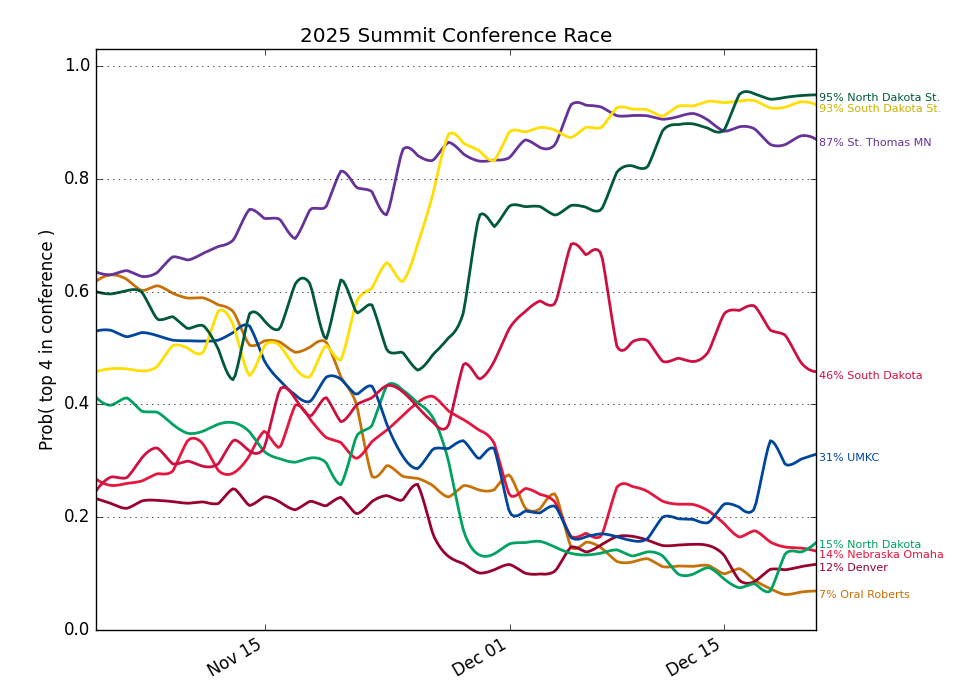 2025 Summit Conference Race
Prob( top 4 in conference )
1.0
0.8
0.6
0.4
0.2
0.0
Nov 15
Dec 01
Dec 15
95% North Dakota St.
93% South Dakota St.
87% St. Thomas MN
46% South Dakota
31% UMKC
15% North Dakota
14% Nebraska Omaha
12% Denver
7% Oral Roberts